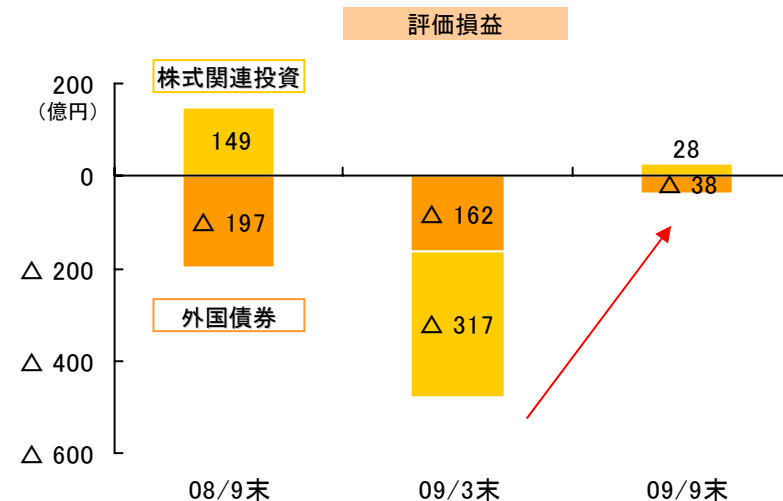 評価損益
200
(億円)
0
△ 200
△ 400
△ 600
株式関連投資
外国債券
149
△ 197
△ 162
△ 317
28
△ 38
08/9末
09/3末
09/9末